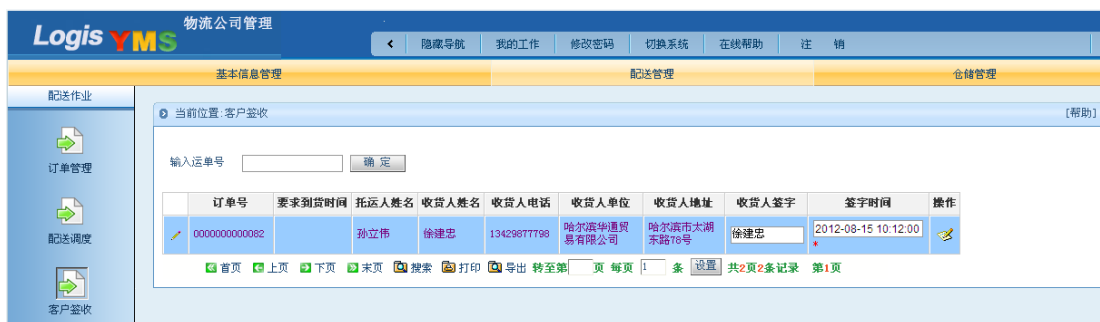 物流公司管理
Logis YMS
隐藏导航 我的工作 修改密码 切换系统 在线帮助 注 销
基本信息管理 配送管理 仓储管理
配送作业
当前位置:客户签收 [帮助]
订单管理
输入运单号 确 定
订单号 要求到货时间 托运人姓名 收货人姓名 收货人电话 收货人单位 收货人地址 收货人签字 签字时间 操作
0000000000082 孙立伟 徐建忠 13429877798 哈尔滨华通贸易有限公司 哈尔滨市太湖东路78号 徐建忠 2012-08-15 10:12:00 *
配送调度
首页 上页 下页 末页 搜索 打印 导出 转至第 页 每页 1 条 设置 共2页2条记录 第1页
客户签收